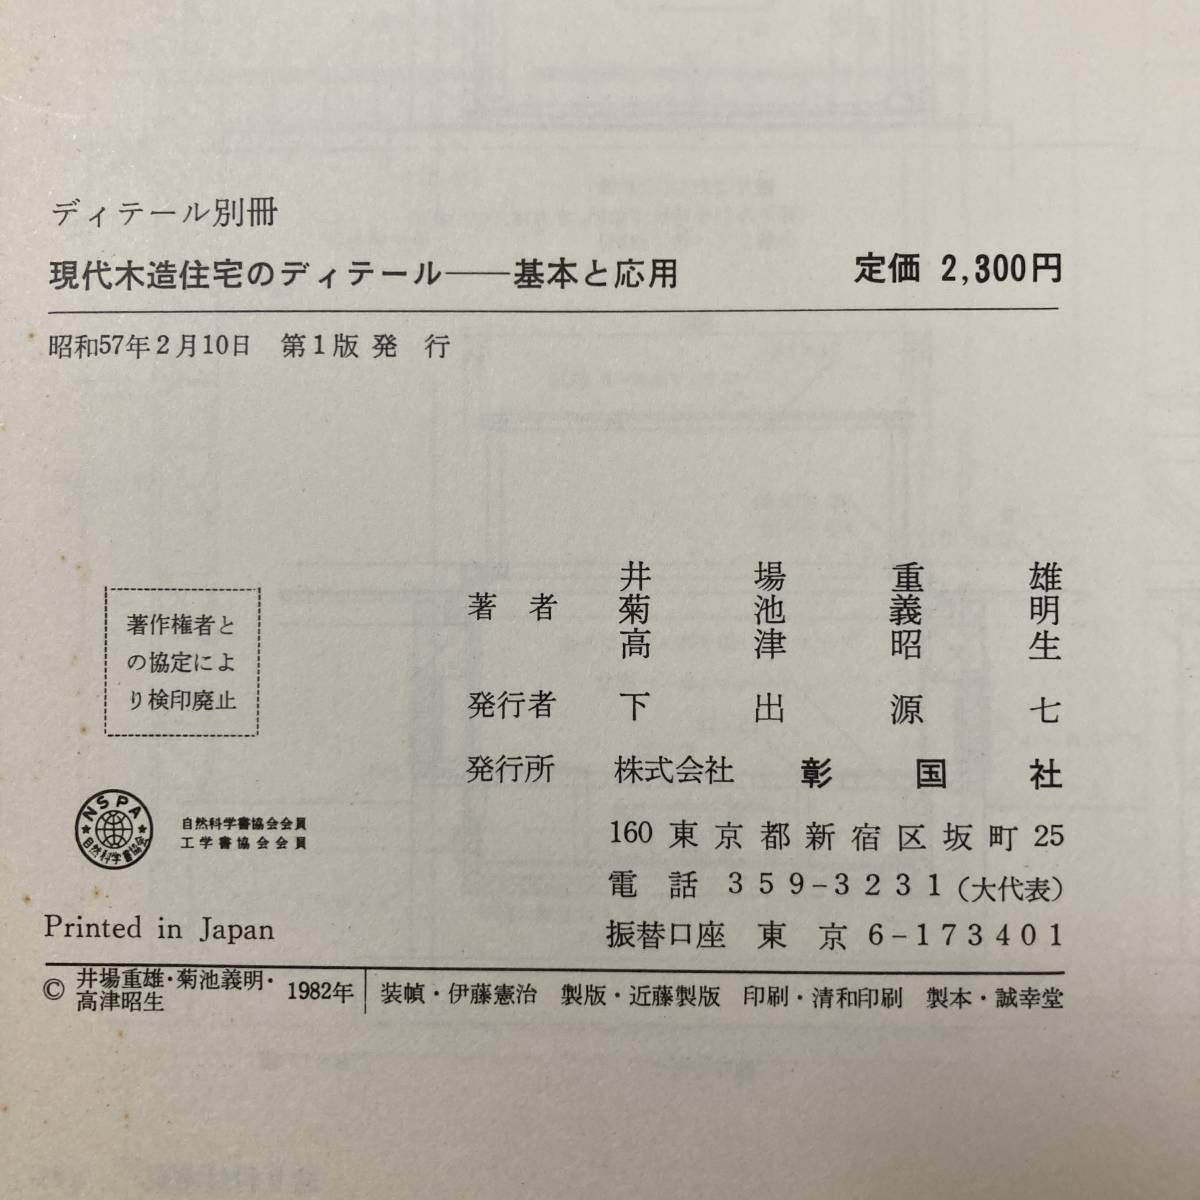 ディテール別冊
現代木造住宅のディテール——基本と応用 定価 2,300円
昭和57年2月10日 第1版 発 行
著 者 井 場 重 雄
菊 池 義 明
高 津 昭 生
発行者 下 出 源 七
発行所 株式会社 彰 国 社
160 東京都新宿区坂町25
電 話 359-3231(大代表)
振替口座 東 京 6-173401
著作権者と
の協定によ
り検印廃止
NSPA
自然科学書協会
自然科学書協会会員
工学書協会会員
Printed in Japan
© 井場重雄・菊池義明・
高津昭生 1982年
装幀・伊藤憲治 製版・近藤製版 印刷・清和印刷 製本・誠幸堂